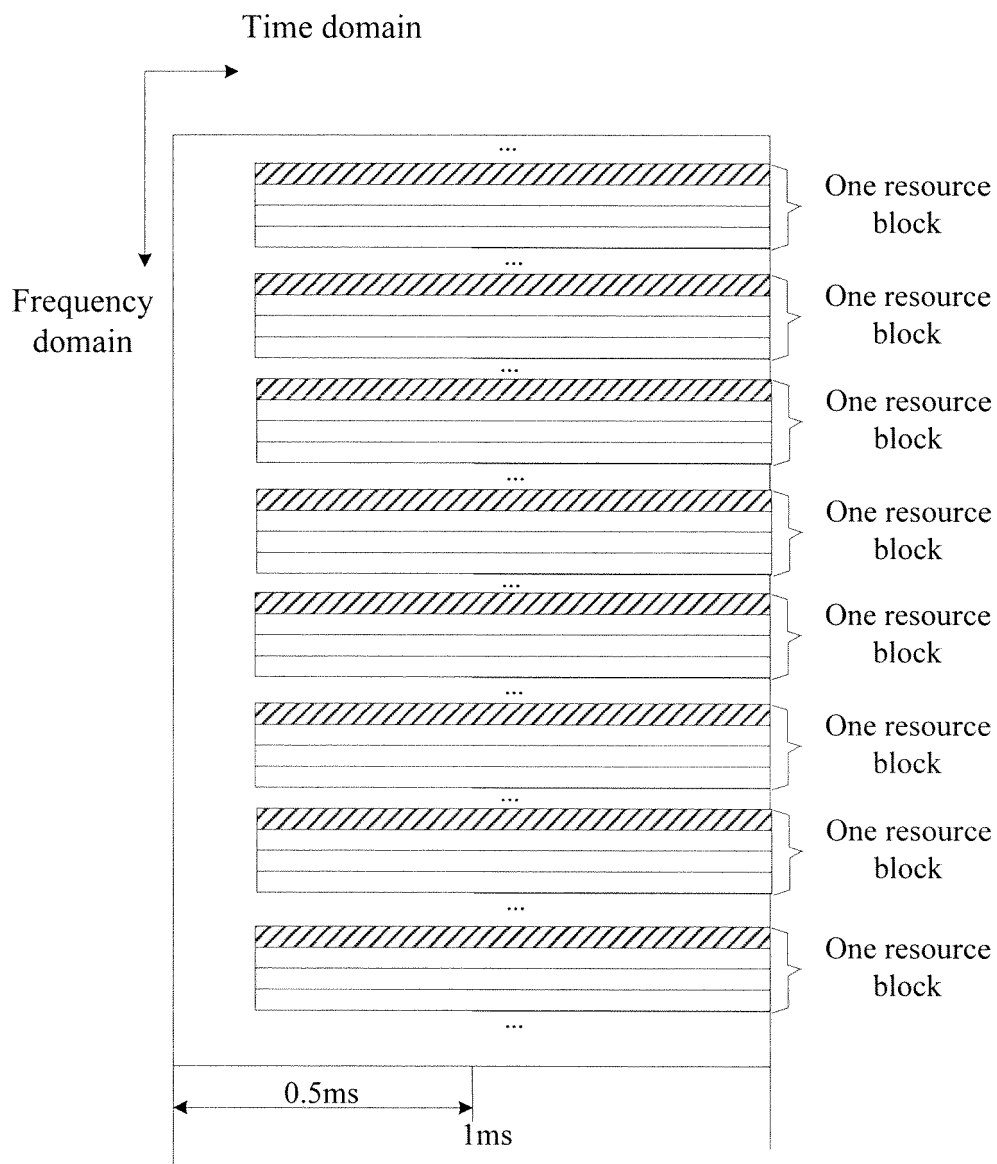 Time domain
Frequency
domain
...
One resource
block
...
One resource
block
...
One resource
block
...
One resource
block
...
One resource
block
...
One resource
block
...
One resource
block
...
One resource
block
...
0.5ms
1ms